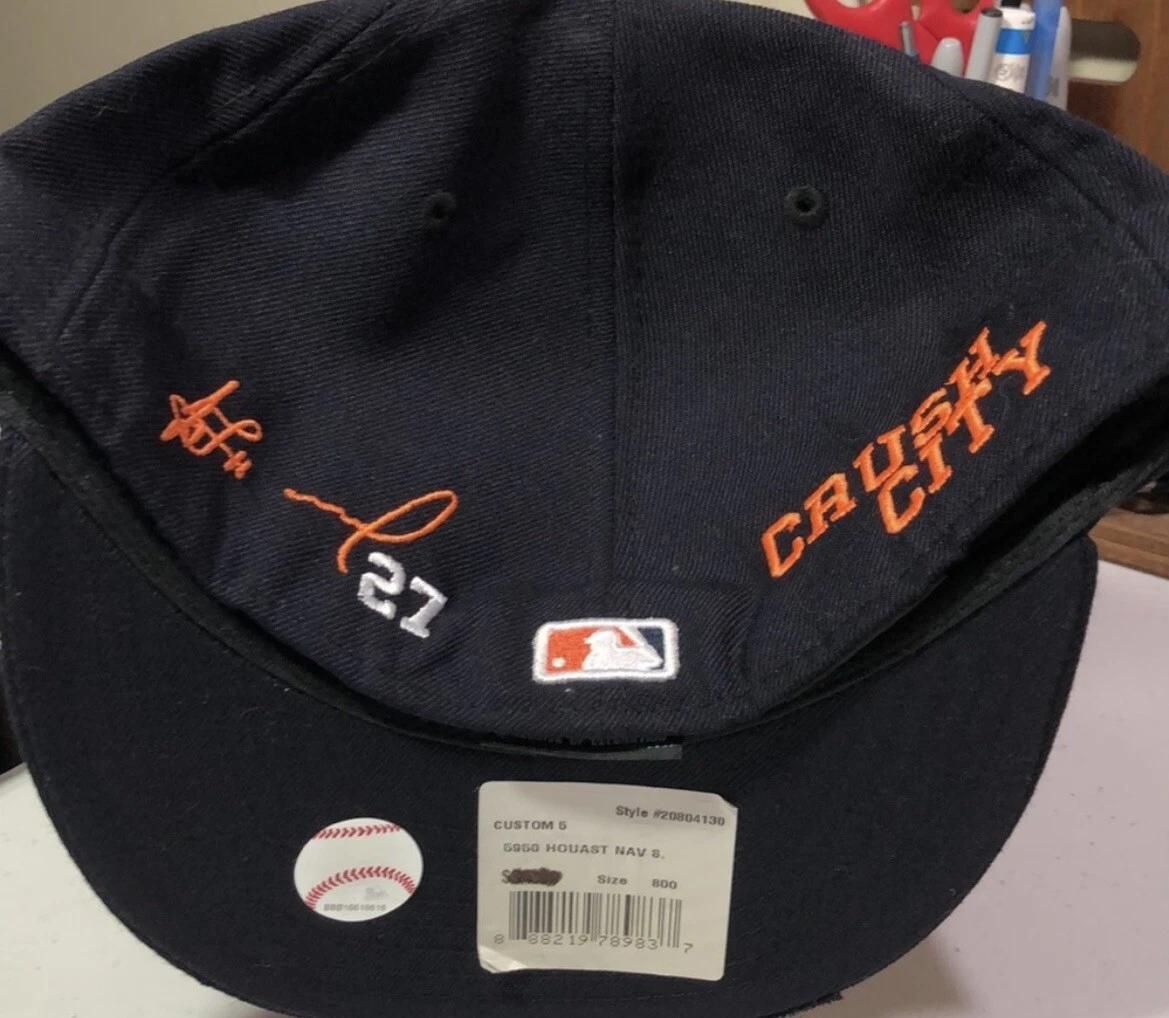 CRUSH
CITY
27
Style #20804130
CUSTOM 5
5950 HOUAST NAV 8.
Size 800
8 88219 78983 7